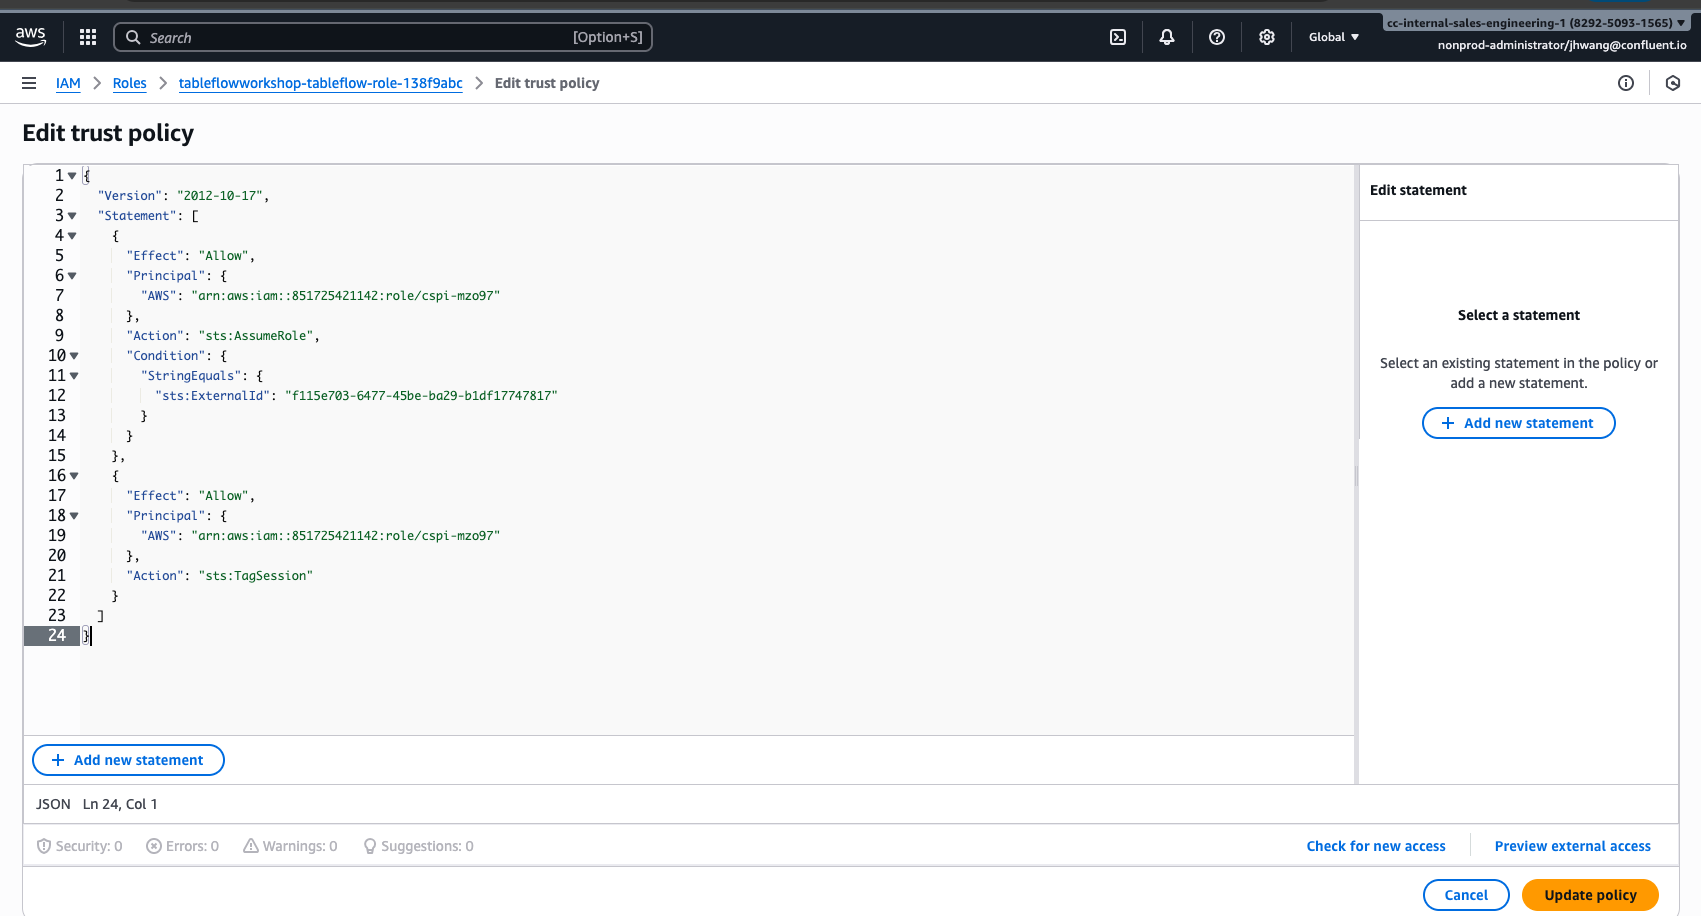 aws
Search
[Option+S]
Global
cc-internal-sales-engineering-1 (8292-5093-1565)
nonprod-administrator/jhwang@confluent.io
IAM
Roles
tableflowworkshop-tableflow-role-138f9abc
Edit trust policy
Edit trust policy
1 {
2 "Version": "2012-10-17",
3 "Statement": [
4 {
5 "Effect": "Allow",
6 "Principal": {
7 "AWS": "arn:aws:iam::851725421142:role/cspi-mzo97"
8 },
9 "Action": "sts:AssumeRole",
10 "Condition": {
11 "StringEquals": {
12 "sts:ExternalId": "f115e703-6477-45be-ba29-b1df17747817"
13 }
14 }
15 },
16 {
17 "Effect": "Allow",
18 "Principal": {
19 "AWS": "arn:aws:iam::851725421142:role/cspi-mzo97"
20 },
21 "Action": "sts:TagSession"
22 }
23 ]
24 }
Edit statement
Select a statement
Select an existing statement in the policy or
add a new statement.
+ Add new statement
+ Add new statement
JSON Ln 24, Col 1
Security: 0
Errors: 0
Warnings: 0
Suggestions: 0
Check for new access
Preview external access
Cancel
Update policy